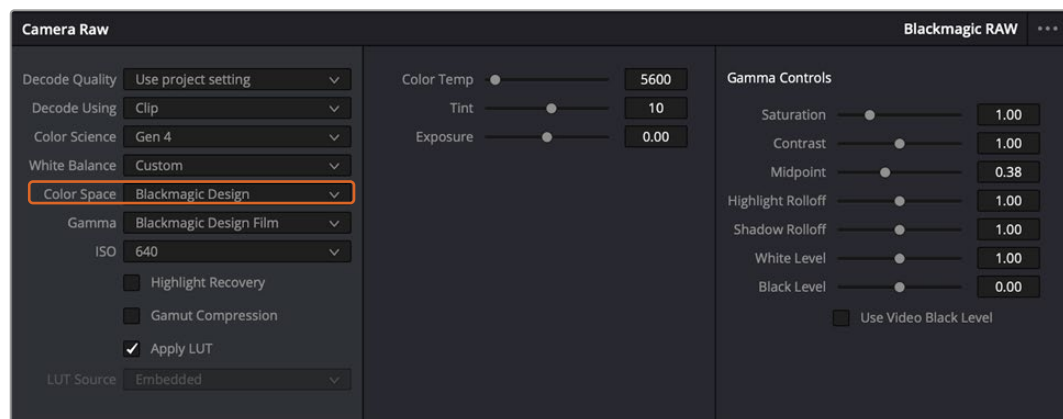 Camera Raw
Blackmagic RAW
Decode Quality Use project setting
Decode Using Clip
Color Science Gen 4
White Balance Custom
Color Space Blackmagic Design
Gamma Blackmagic Design Film
ISO 640
Highlight Recovery
Gamut Compression
Apply LUT
LUT Source Embedded
Color Temp 5600
Tint 10
Exposure 0.00
Gamma Controls
Saturation 1.00
Contrast 1.00
Midpoint 0.38
Highlight Rolloff 1.00
Shadow Rolloff 1.00
White Level 1.00
Black Level 0.00
Use Video Black Level